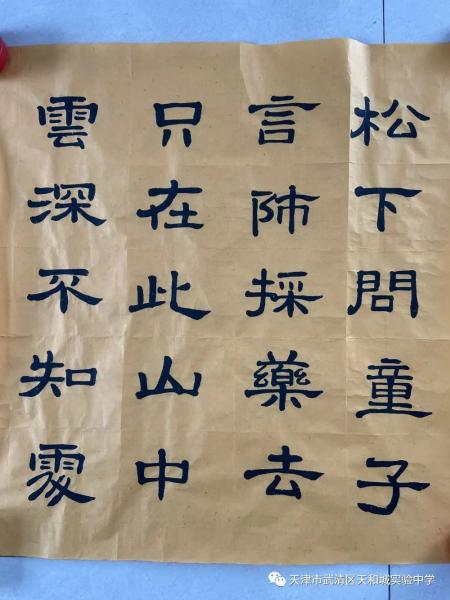 松下問童子
言師採藥去
只在此山中
雲深不知處
天津市武清区天和城实验中学